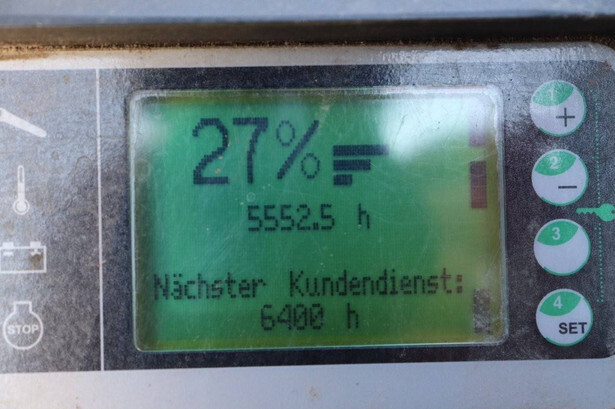 27%
5552.5 h
Nächster Kundendienst:
6400 h
STOP
1
+
2
−
3
4
SET